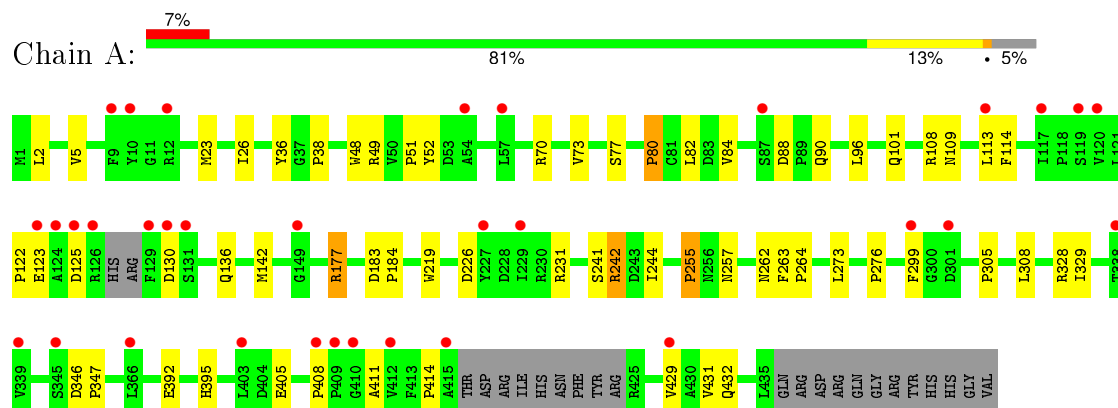 7%
Chain A:
81% 13% • 5%
M1 L2 V5 F9 Y10 G11 R12 M23 I26 Y36 G37 P38 W48 R49 V50 P51 Y52 D53 A54 L57 R70 V73 S77 P80 C81 L82 D83 V84 S87 D88 P89 Q90 L96 Q101 R108 N109 L113 F114 I117 P118 S119 V120 L121
P122 E123 A124 D125 R126 HIS ARG F129 D130 S131 Q136 M142 G149 R177 D183 P184 W219 D226 Y227 D228 I229 R230 R231 S241 R242 D243 I244 P255 N256 N257 N262 F263 P264 L273 P276 F299 G300 D301 P305 L308 R328 I329 T338
V339 S345 D346 P347 L366 E392 H395 L403 D404 E405 P408 P409 G410 A411 V412 F413 P414 A415 THR ASP ARG ILE HIS ASN PHE TYR ARG R425 V429 A430 V431 Q432 L435 GLN ARG ASP ARG GLN GLY ARG TYR HIS HIS GLY VAL